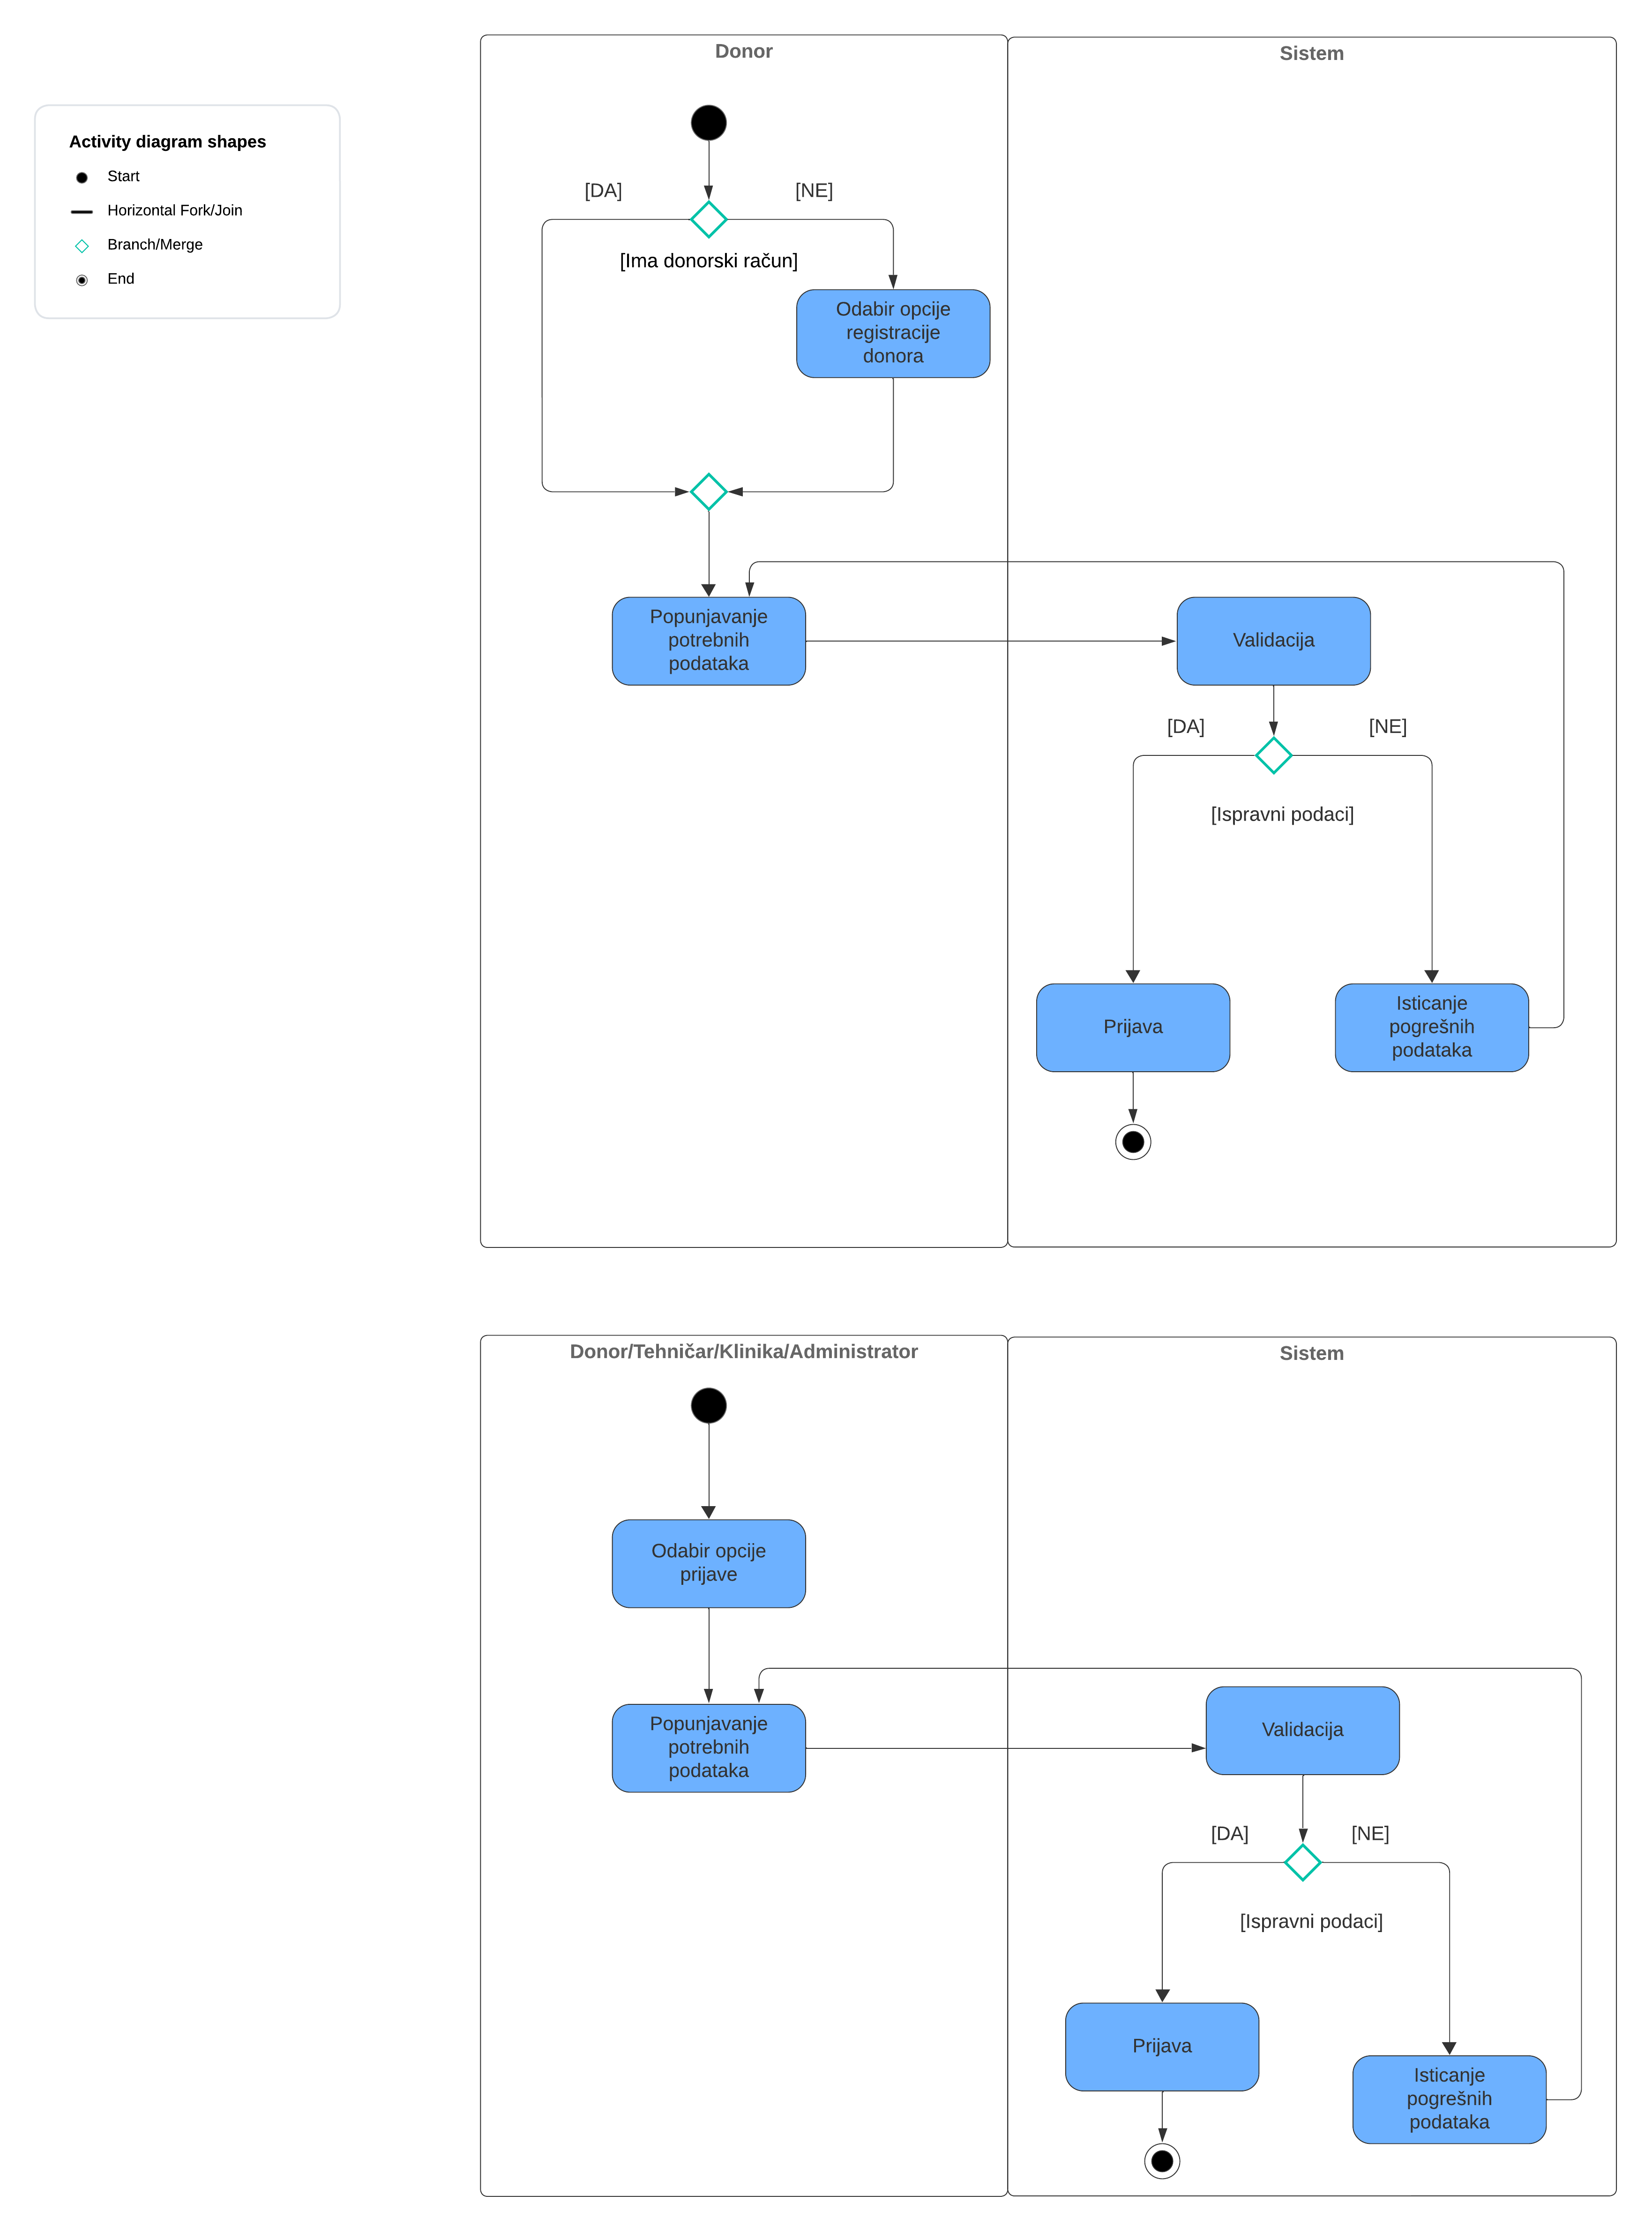 Donor
Sistem
Activity diagram shapes
Start
Horizontal Fork/Join
Branch/Merge
End
[DA]
[NE]
[Ima donorski račun]
Odabir opcije
registracije
donora
Popunjavanje
potrebnih
podataka
Validacija
[DA]
[NE]
[Ispravni podaci]
Prijava
Isticanje
pogrešnih
podataka
Donor/Tehničar/Klinika/Administrator
Sistem
Odabir opcije
prijave
Popunjavanje
potrebnih
podataka
Validacija
[DA]
[NE]
[Ispravni podaci]
Prijava
Isticanje
pogrešnih
podataka